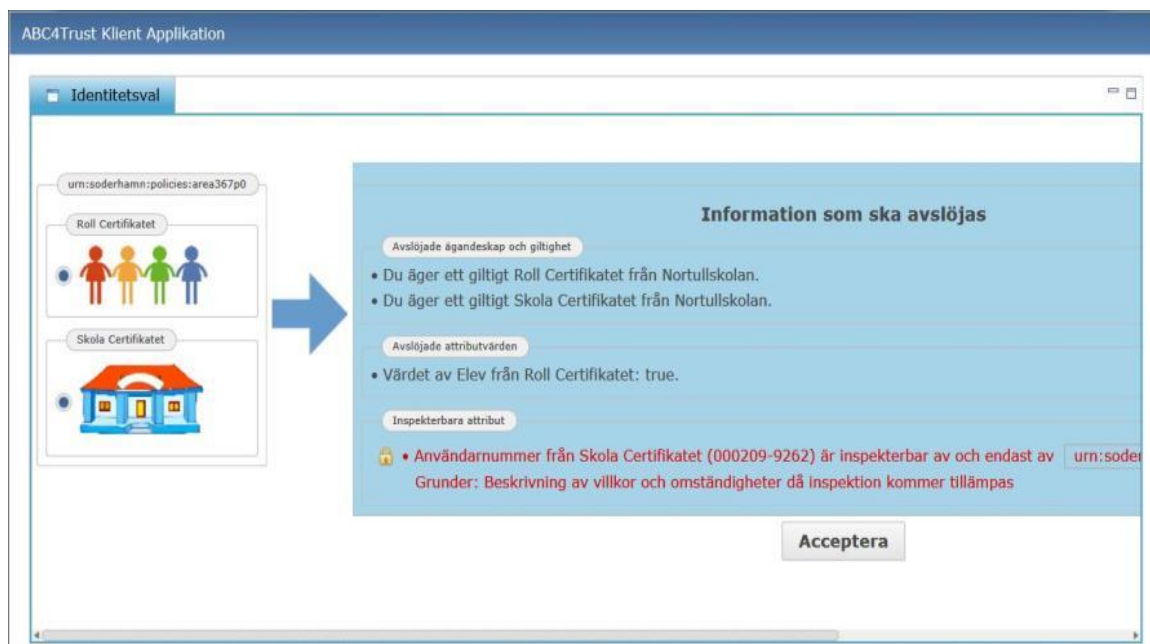 ABC4Trust Klient Applikation
Identitetsval
urn:soderhamn:policies:area367p0
Roll Certifikatet
Skola Certifikatet
Information som ska avslöjas
Avslöjade ägandeskap och giltighet
• Du äger ett giltigt Roll Certifikatet från Nortullskolan.
• Du äger ett giltigt Skola Certifikatet från Nortullskolan.
Avslöjade attributvärden
• Värdet av Elev från Roll Certifikatet: true.
Inspekterbara attribut
• Användarnummer från Skola Certifikatet (000209-9262) är inspekterbar av och endast av urn:soder
Grunder: Beskrivning av villkor och omständigheter då inspektion kommer tillämpas
Acceptera